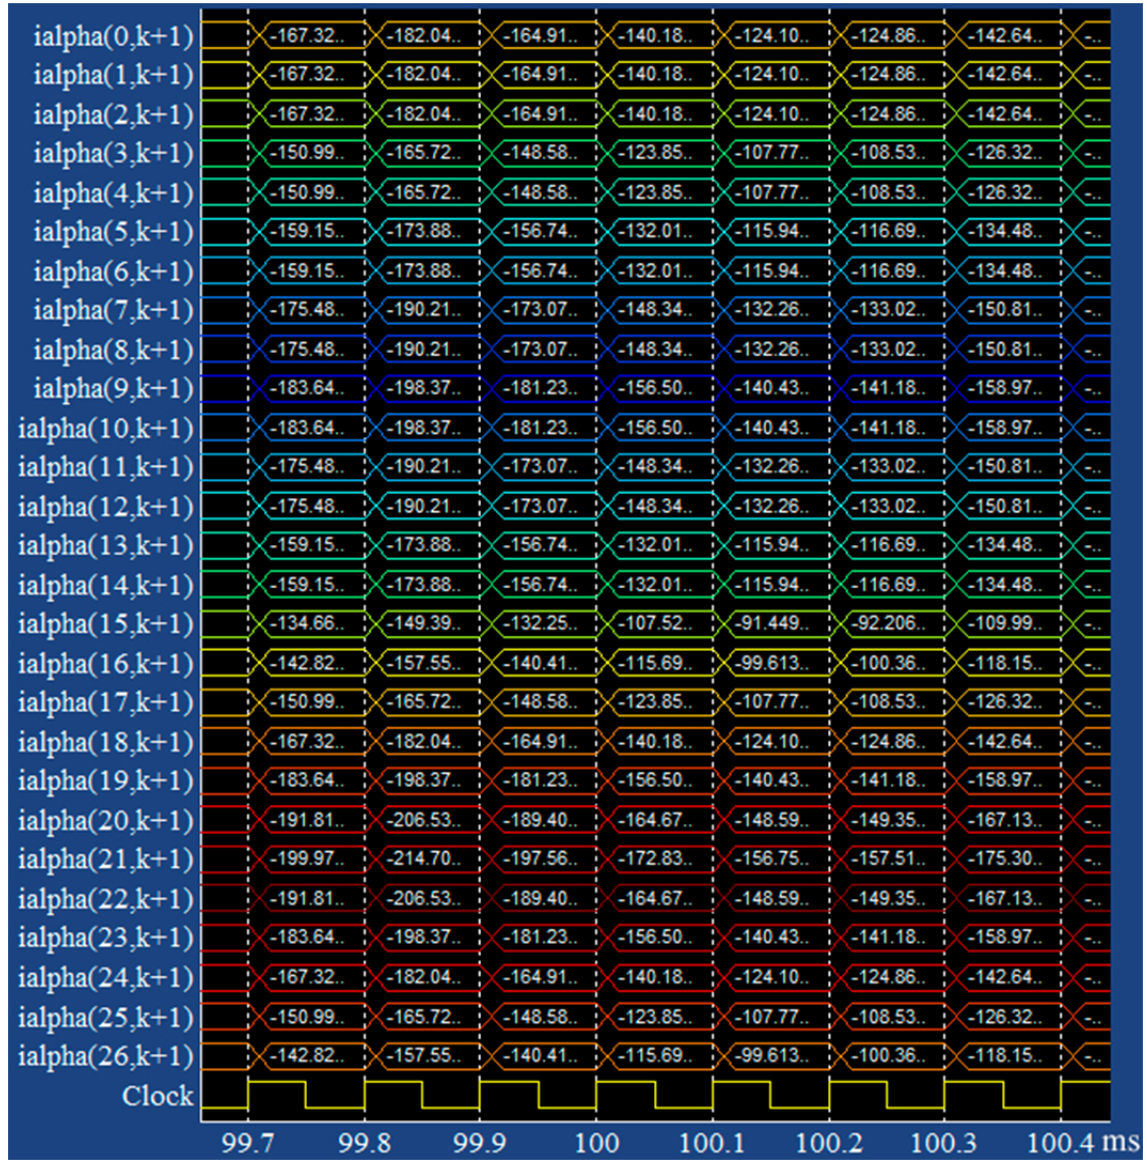 ialpha(0,k+1) -167.32.. -182.04.. -164.91.. -140.18.. -124.10.. -124.86.. -142.64.. -..
ialpha(1,k+1) -167.32.. -182.04.. -164.91.. -140.18.. -124.10.. -124.86.. -142.64.. -..
ialpha(2,k+1) -167.32.. -182.04.. -164.91.. -140.18.. -124.10.. -124.86.. -142.64.. -..
ialpha(3,k+1) -150.99.. -165.72.. -148.58.. -123.85.. -107.77.. -108.53.. -126.32.. -..
ialpha(4,k+1) -150.99.. -165.72.. -148.58.. -123.85.. -107.77.. -108.53.. -126.32.. -..
ialpha(5,k+1) -159.15.. -173.88.. -156.74.. -132.01.. -115.94.. -116.69.. -134.48.. -..
ialpha(6,k+1) -159.15.. -173.88.. -156.74.. -132.01.. -115.94.. -116.69.. -134.48.. -..
ialpha(7,k+1) -175.48.. -190.21.. -173.07.. -148.34.. -132.26.. -133.02.. -150.81.. -..
ialpha(8,k+1) -175.48.. -190.21.. -173.07.. -148.34.. -132.26.. -133.02.. -150.81.. -..
ialpha(9,k+1) -183.64.. -198.37.. -181.23.. -156.50.. -140.43.. -141.18.. -158.97.. -..
ialpha(10,k+1) -183.64.. -198.37.. -181.23.. -156.50.. -140.43.. -141.18.. -158.97.. -..
ialpha(11,k+1) -175.48.. -190.21.. -173.07.. -148.34.. -132.26.. -133.02.. -150.81.. -..
ialpha(12,k+1) -175.48.. -190.21.. -173.07.. -148.34.. -132.26.. -133.02.. -150.81.. -..
ialpha(13,k+1) -159.15.. -173.88.. -156.74.. -132.01.. -115.94.. -116.69.. -134.48.. -..
ialpha(14,k+1) -159.15.. -173.88.. -156.74.. -132.01.. -115.94.. -116.69.. -134.48.. -..
ialpha(15,k+1) -134.66.. -149.39.. -132.25.. -107.52.. -91.449.. -92.206.. -109.99.. -..
ialpha(16,k+1) -142.82.. -157.55.. -140.41.. -115.69.. -99.613.. -100.36.. -118.15.. -..
ialpha(17,k+1) -150.99.. -165.72.. -148.58.. -123.85.. -107.77.. -108.53.. -126.32.. -..
ialpha(18,k+1) -167.32.. -182.04.. -164.91.. -140.18.. -124.10.. -124.86.. -142.64.. -..
ialpha(19,k+1) -183.64.. -198.37.. -181.23.. -156.50.. -140.43.. -141.18.. -158.97.. -..
ialpha(20,k+1) -191.81.. -206.53.. -189.40.. -164.67.. -148.59.. -149.35.. -167.13.. -..
ialpha(21,k+1) -199.97.. -214.70.. -197.56.. -172.83.. -156.75.. -157.51.. -175.30.. -..
ialpha(22,k+1) -191.81.. -206.53.. -189.40.. -164.67.. -148.59.. -149.35.. -167.13.. -..
ialpha(23,k+1) -183.64.. -198.37.. -181.23.. -156.50.. -140.43.. -141.18.. -158.97.. -..
ialpha(24,k+1) -167.32.. -182.04.. -164.91.. -140.18.. -124.10.. -124.86.. -142.64.. -..
ialpha(25,k+1) -150.99.. -165.72.. -148.58.. -123.85.. -107.77.. -108.53.. -126.32.. -..
ialpha(26,k+1) -142.82.. -157.55.. -140.41.. -115.69.. -99.613.. -100.36.. -118.15.. -..
Clock
99.7 99.8 99.9 100 100.1 100.2 100.3 100.4 ms